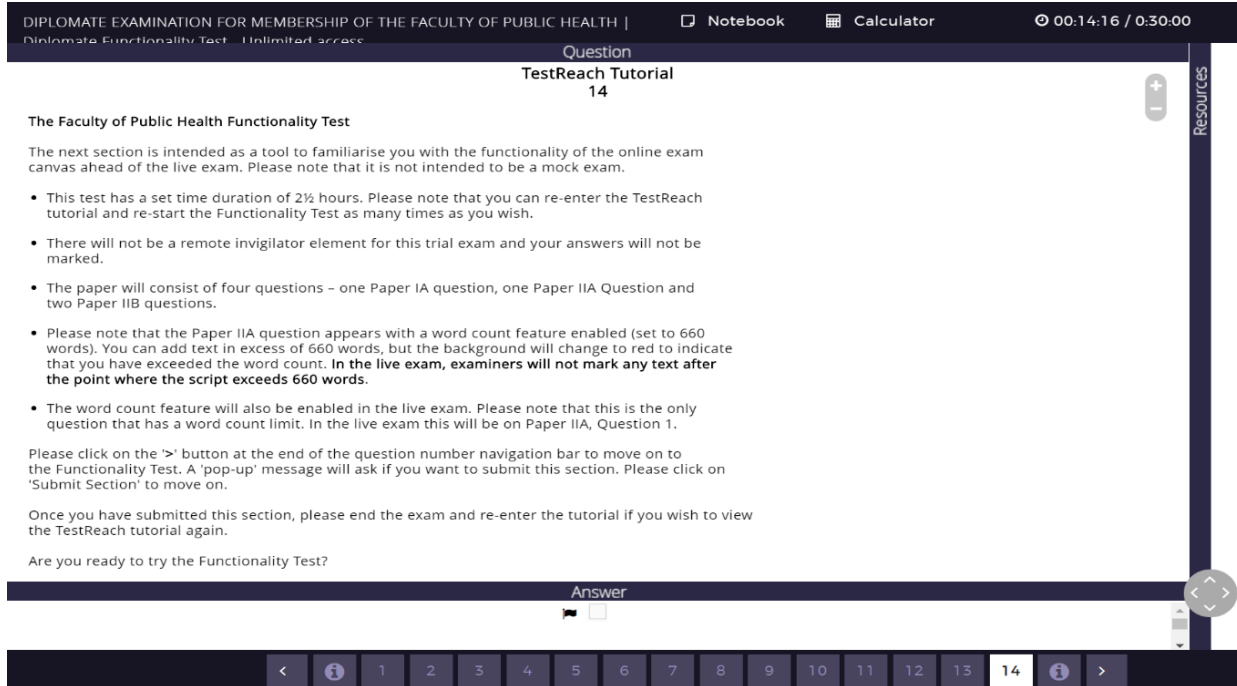 DIPLOMATE EXAMINATION FOR MEMBERSHIP OF THE FACULTY OF PUBLIC HEALTH |
Diplomate Functionality Test - Unlimited access
Notebook
Calculator
00:14:16 / 0:30:00
Question
Resources
TestReach Tutorial
14
+
-
The Faculty of Public Health Functionality Test
The next section is intended as a tool to familiarise you with the functionality of the online exam
canvas ahead of the live exam. Please note that it is not intended to be a mock exam.
• This test has a set time duration of 2½ hours. Please note that you can re-enter the TestReach
tutorial and re-start the Functionality Test as many times as you wish.
• There will not be a remote invigilator element for this trial exam and your answers will not be
marked.
• The paper will consist of four questions – one Paper IA question, one Paper IIA Question and
two Paper IIB questions.
• Please note that the Paper IIA question appears with a word count feature enabled (set to 660
words). You can add text in excess of 660 words, but the background will change to red to indicate
that you have exceeded the word count. In the live exam, examiners will not mark any text after
the point where the script exceeds 660 words.
• The word count feature will also be enabled in the live exam. Please note that this is the only
question that has a word count limit. In the live exam this will be on Paper IIA, Question 1.
Please click on the '>' button at the end of the question number navigation bar to move on to
the Functionality Test. A 'pop-up' message will ask if you want to submit this section. Please click on
'Submit Section' to move on.
Once you have submitted this section, please end the exam and re-enter the tutorial if you wish to view
the TestReach tutorial again.
Are you ready to try the Functionality Test?
Answer
< i 1 2 3 4 5 6 7 8 9 10 11 12 13 14 i >